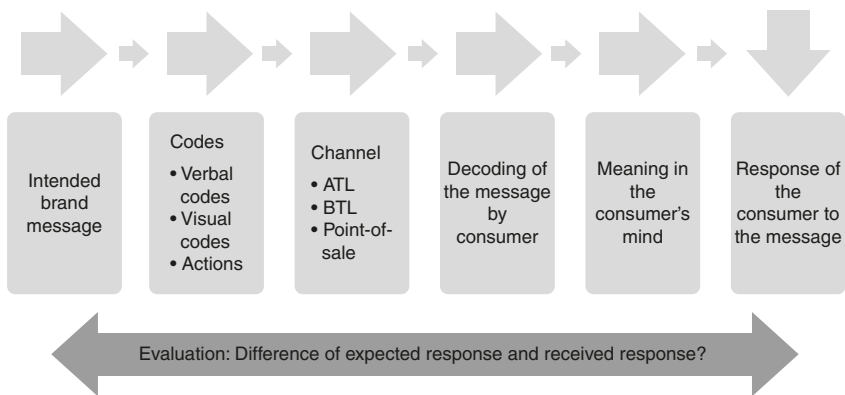 Intended
brand
message
Codes
• Verbal
codes
• Visual
codes
• Actions
Channel
• ATL
• BTL
• Point-of-
sale
Decoding of
the message
by
consumer
Meaning in
the
consumer’s
mind
Response of
the
consumer to
the message
Evaluation: Difference of expected response and received response?